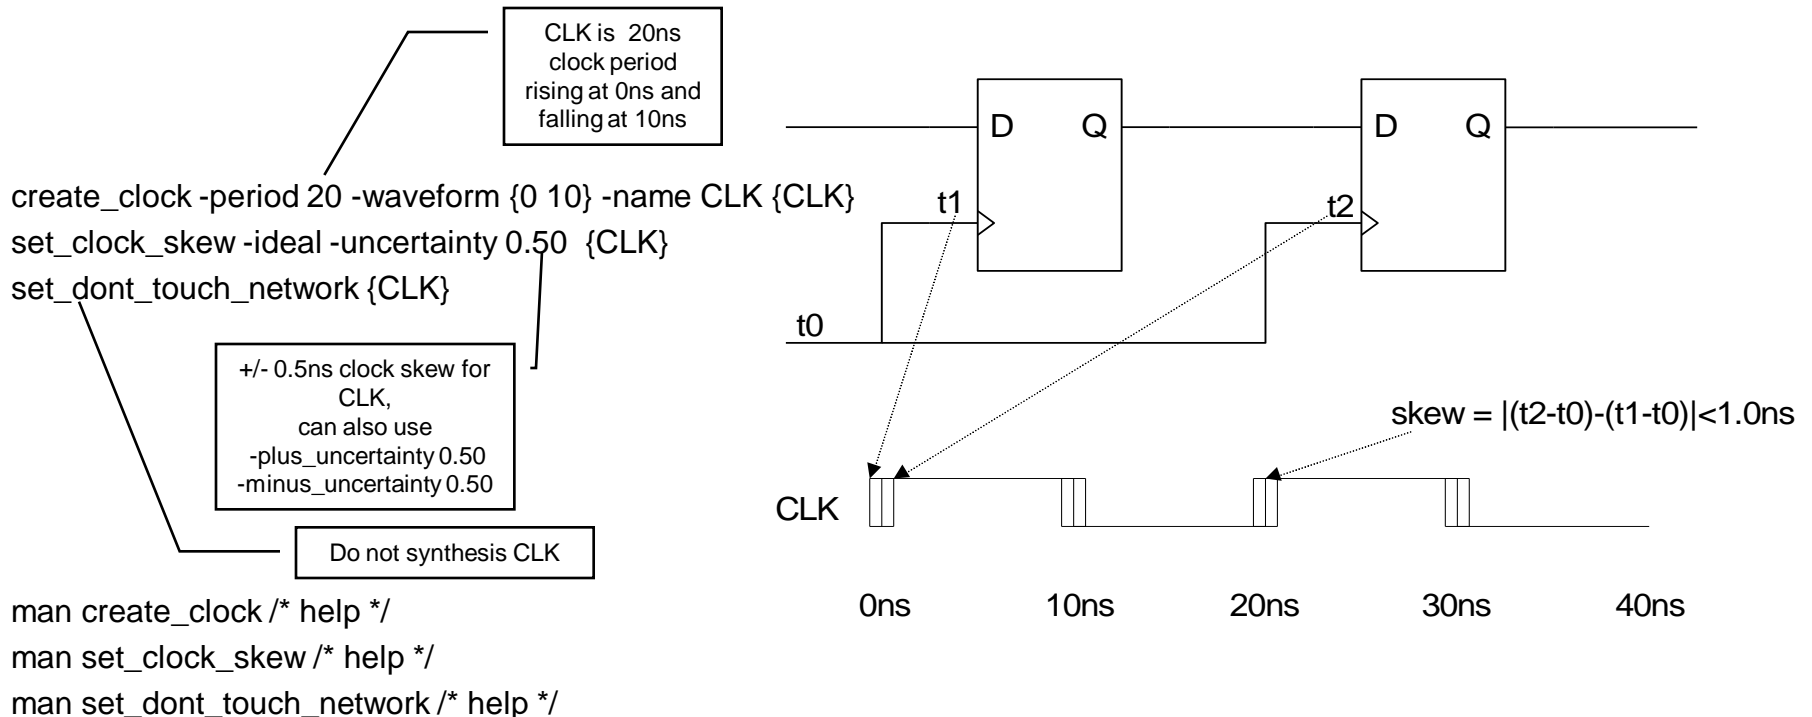 CLK is 20ns
clock period
rising at 0ns and
falling at 10ns
create_clock -period 20 -waveform {0 10} -name CLK {CLK}
set_clock_skew -ideal -uncertainty 0.50 {CLK}
set_dont_touch_network {CLK}
+/- 0.5ns clock skew for
CLK,
can also use
-plus_uncertainty 0.50
-minus_uncertainty 0.50
Do not synthesis CLK
man create_clock /* help */
man set_clock_skew /* help */
man set_dont_touch_network /* help */
D Q
D Q
t1
t2
t0
skew = |(t2-t0)-(t1-t0)|<1.0ns
CLK
0ns 10ns 20ns 30ns 40ns